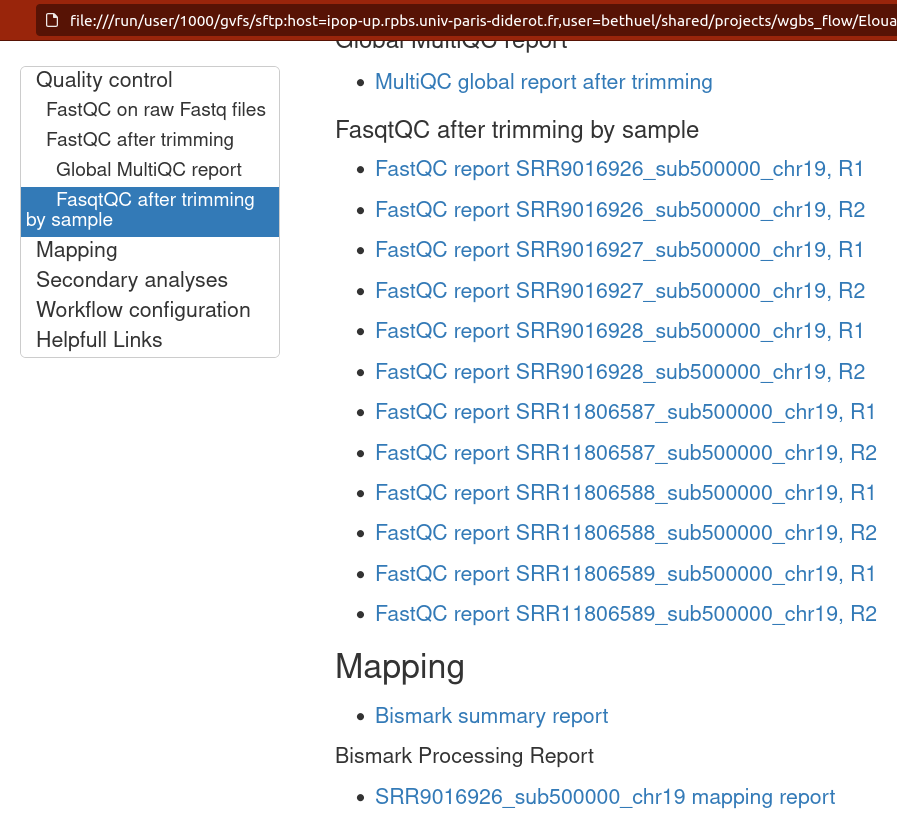 file:///run/user/1000/gvfs/sftp:host=ipop-up.rpbs.univ-paris-diderot.fr,user=bethuel/shared/projects/wgbs_flow/Eloua
Quality control
FastQC on raw Fastq files
FastQC after trimming
Global MultiQC report
FasqtQC after trimming
by sample
Mapping
Secondary analyses
Workflow configuration
Helpfull Links
Global MultiQC report
MultiQC global report after trimming
FasqtQC after trimming by sample
FastQC report SRR9016926_sub500000_chr19, R1
FastQC report SRR9016926_sub500000_chr19, R2
FastQC report SRR9016927_sub500000_chr19, R1
FastQC report SRR9016927_sub500000_chr19, R2
FastQC report SRR9016928_sub500000_chr19, R1
FastQC report SRR9016928_sub500000_chr19, R2
FastQC report SRR11806587_sub500000_chr19, R1
FastQC report SRR11806587_sub500000_chr19, R2
FastQC report SRR11806588_sub500000_chr19, R1
FastQC report SRR11806588_sub500000_chr19, R2
FastQC report SRR11806589_sub500000_chr19, R1
FastQC report SRR11806589_sub500000_chr19, R2
Mapping
Bismark summary report
Bismark Processing Report
SRR9016926_sub500000_chr19 mapping report